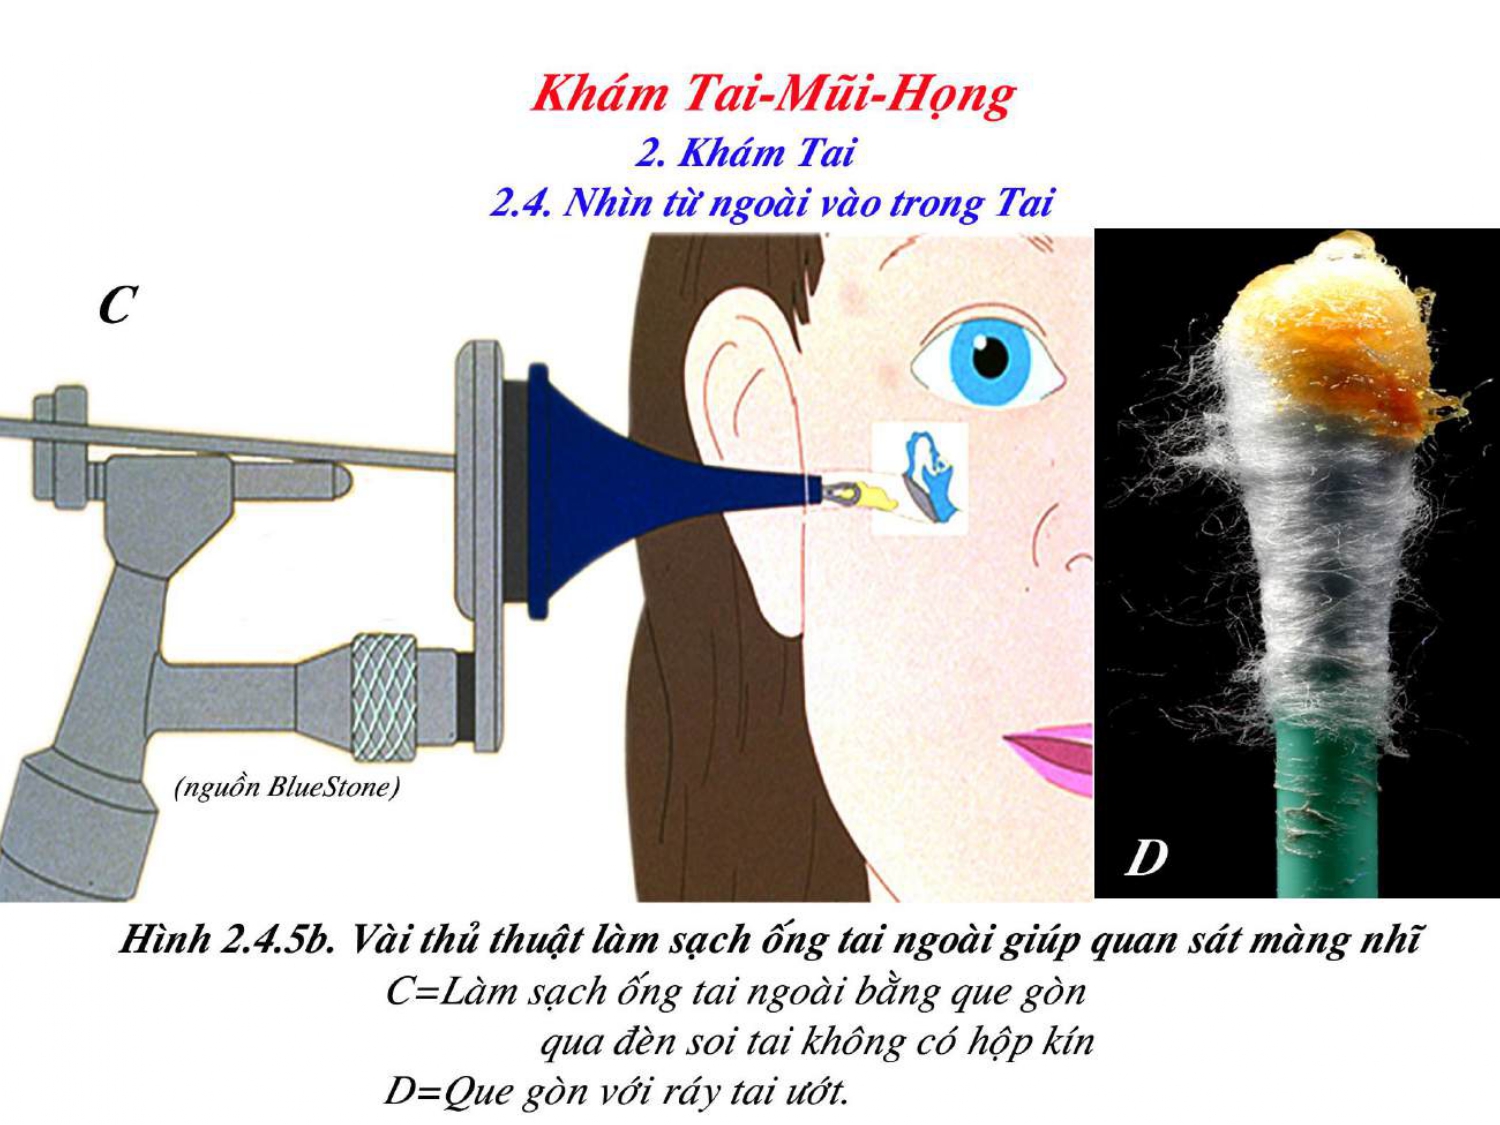 Khám Tai-Mũi-Họng
2. Khám Tai
2.4. Nhìn từ ngoài vào trong Tai
C
(nguồn BlueStone)
D
Hình 2.4.5b. Vài thủ thuật làm sạch ống tai ngoài giúp quan sát màng nhĩ
C=Làm sạch ống tai ngoài bằng que gòn
qua đèn soi tai không có hộp kín
D=Que gòn với ráy tai ướt.